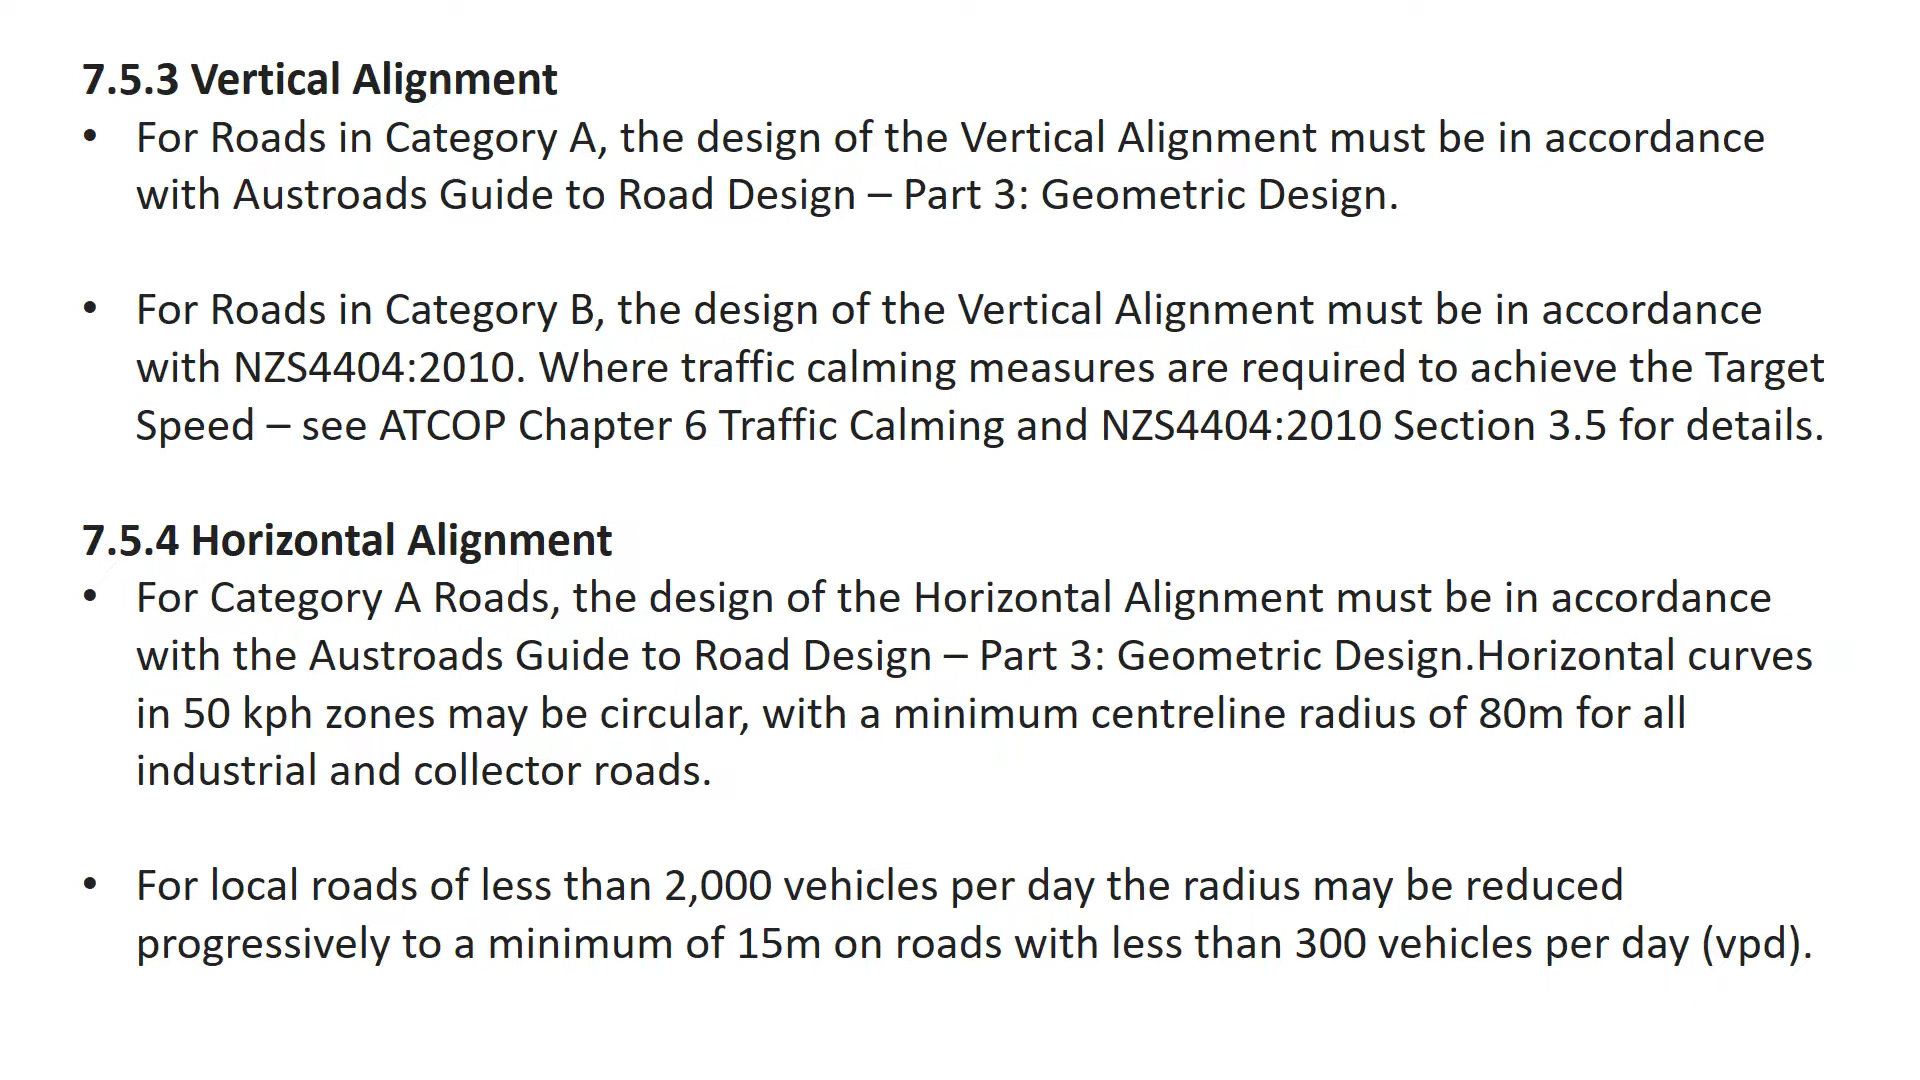 7.5.3 Vertical Alignment
• For Roads in Category A, the design of the Vertical Alignment must be in accordance
with Austroads Guide to Road Design – Part 3: Geometric Design.
• For Roads in Category B, the design of the Vertical Alignment must be in accordance
with NZS4404:2010. Where traffic calming measures are required to achieve the Target
Speed – see ATCOP Chapter 6 Traffic Calming and NZS4404:2010 Section 3.5 for details.
7.5.4 Horizontal Alignment
• For Category A Roads, the design of the Horizontal Alignment must be in accordance
with the Austroads Guide to Road Design – Part 3: Geometric Design.Horizontal curves
in 50 kph zones may be circular, with a minimum centreline radius of 80m for all
industrial and collector roads.
• For local roads of less than 2,000 vehicles per day the radius may be reduced
progressively to a minimum of 15m on roads with less than 300 vehicles per day (vpd).